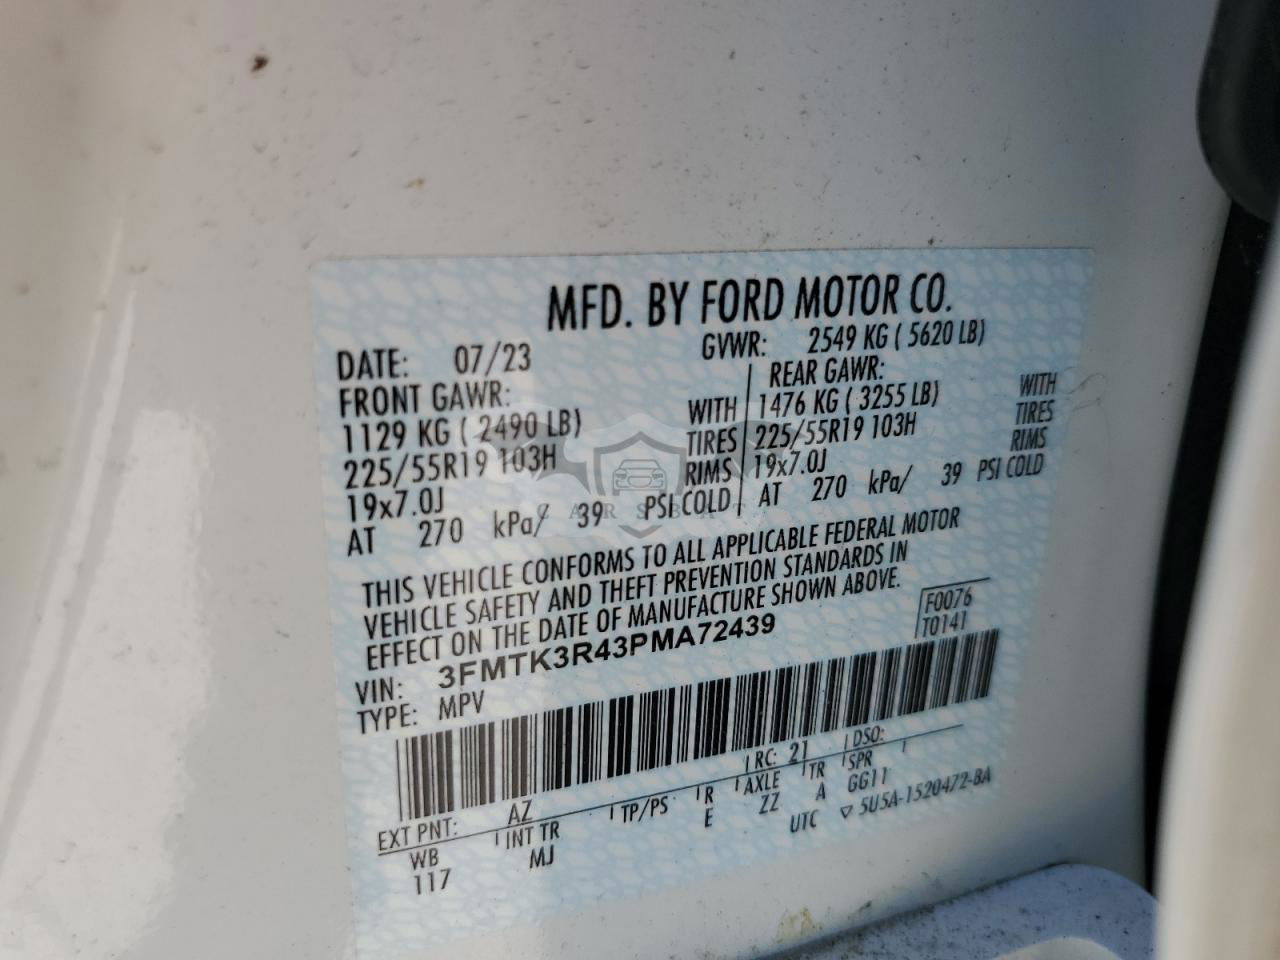 MFD. BY FORD MOTOR CO.
DATE: 07/23 GVWR: 2549 KG ( 5620 LB)
FRONT GAWR: REAR GAWR:
1129 KG ( 2490 LB) WITH 1476 KG ( 3255 LB) WITH
225/55R19 103H TIRES 225/55R19 103H TIRES
19x7.0J RIMS 19x7.0J RIMS
AT 270 kPa/ 39 PSI COLD AT 270 kPa/ 39 PSI COLD
CARSBAT
THIS VEHICLE CONFORMS TO ALL APPLICABLE FEDERAL MOTOR
VEHICLE SAFETY AND THEFT PREVENTION STANDARDS IN
EFFECT ON THE DATE OF MANUFACTURE SHOWN ABOVE.
VIN: 3FMTK3R43PMA72439 F0076
TYPE: MPV T0141
EXT PNT: AZ RC: 21 DSO:
WB INT TR TP/PS R AXLE TR SPR
117 MJ E ZZ A GG11
UTC ▽ 5U5A-1520472-BA